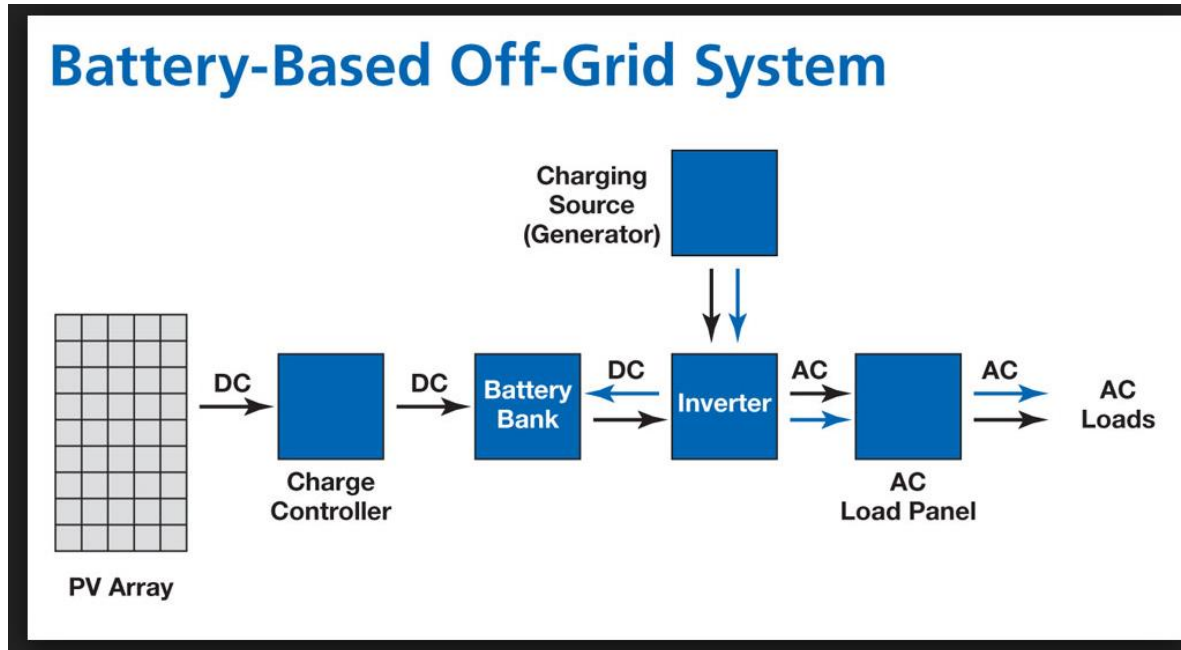 Battery-Based Off-Grid System
Charging
Source
(Generator)
DC
DC
DC
AC
AC
Battery
Bank
Inverter
AC
Loads
Charge
Controller
AC
Load Panel
PV Array